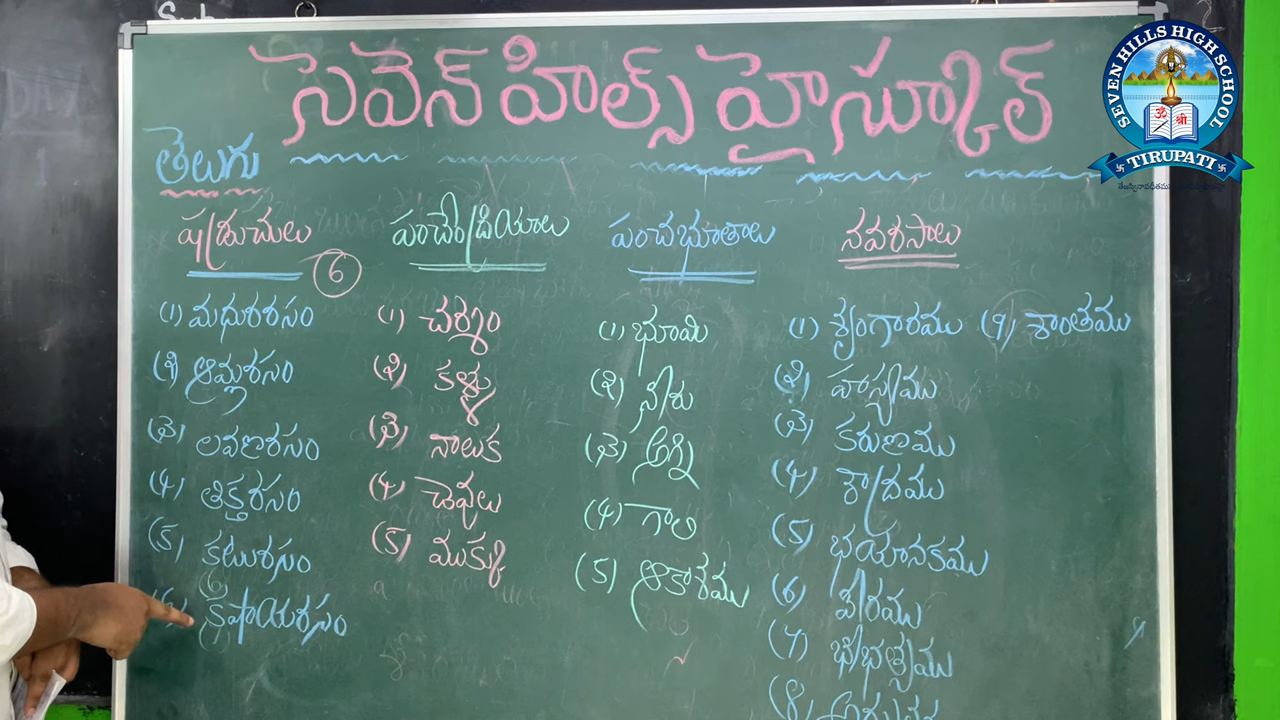 సెవెన్ హిల్స్ హైస్కూల్
తెలుగు
షడ్రుచులు
6
(1) మధురరసం
(2) ఆమ్లరసం
(3) లవణరసం
(4) తిక్తరసం
(5) కటురసం
కషాయరసం
పంచేంద్రియాలు
(1) చర్మం
(2) కళ్ళు
(3) నాలుక
(4) చెవులు
(5) ముక్కు
పంచభూతాలు
(1) భూమి
(2) నీరు
(3) అగ్ని
(4) గాలి
(5) ఆకాశము
నవరసాలు
(1) శృంగారము
(2) హాస్యము
(3) కరుణము
(4) రౌద్రము
(5) భయానకము
(6) వీరము
(7) భీభత్సము
(8)
(9) శాంతము
SEVEN HILLS HIGH SCHOOL
ॐ श्री
TIRUPATI